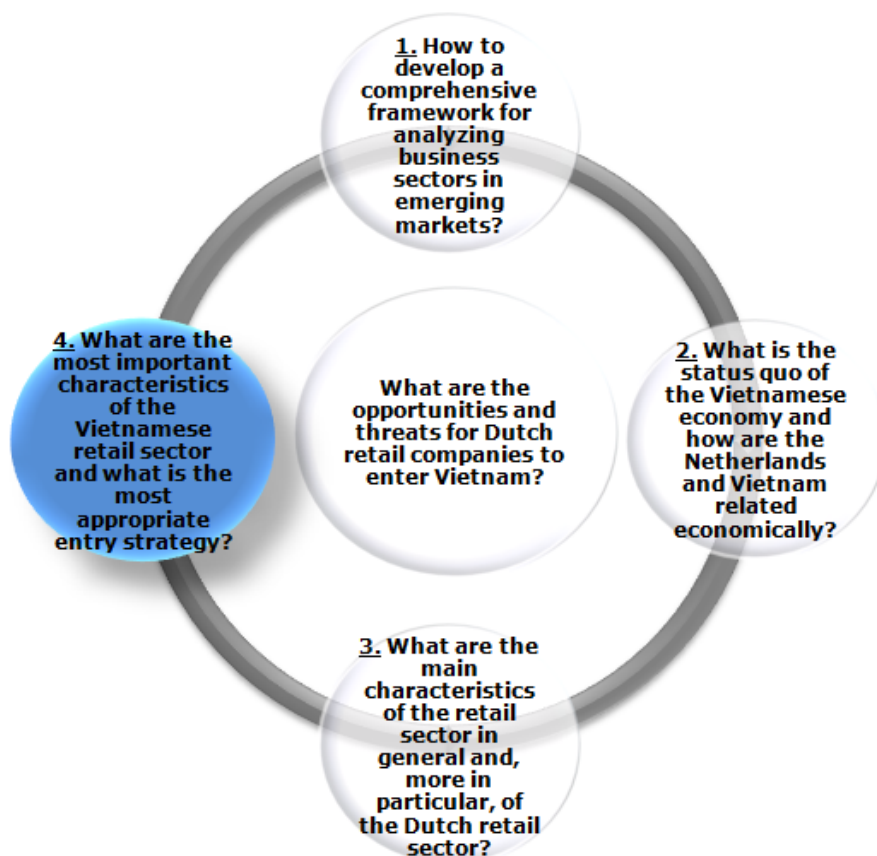 1. How to
develop a
comprehensive
framework for
analyzing
business
sectors in
emerging
markets?
2. What is the
status quo of
the Vietnamese
economy and
how are the
Netherlands
and Vietnam
related
economically?
3. What are the
main
characteristics
of the retail
sector in
general and,
more in
particular, of
the Dutch retail
sector?
4. What are the
most important
characteristics
of the
Vietnamese
retail sector
and what is the
most
appropriate
entry strategy?
What are the
opportunities and
threats for Dutch
retail companies to
enter Vietnam?